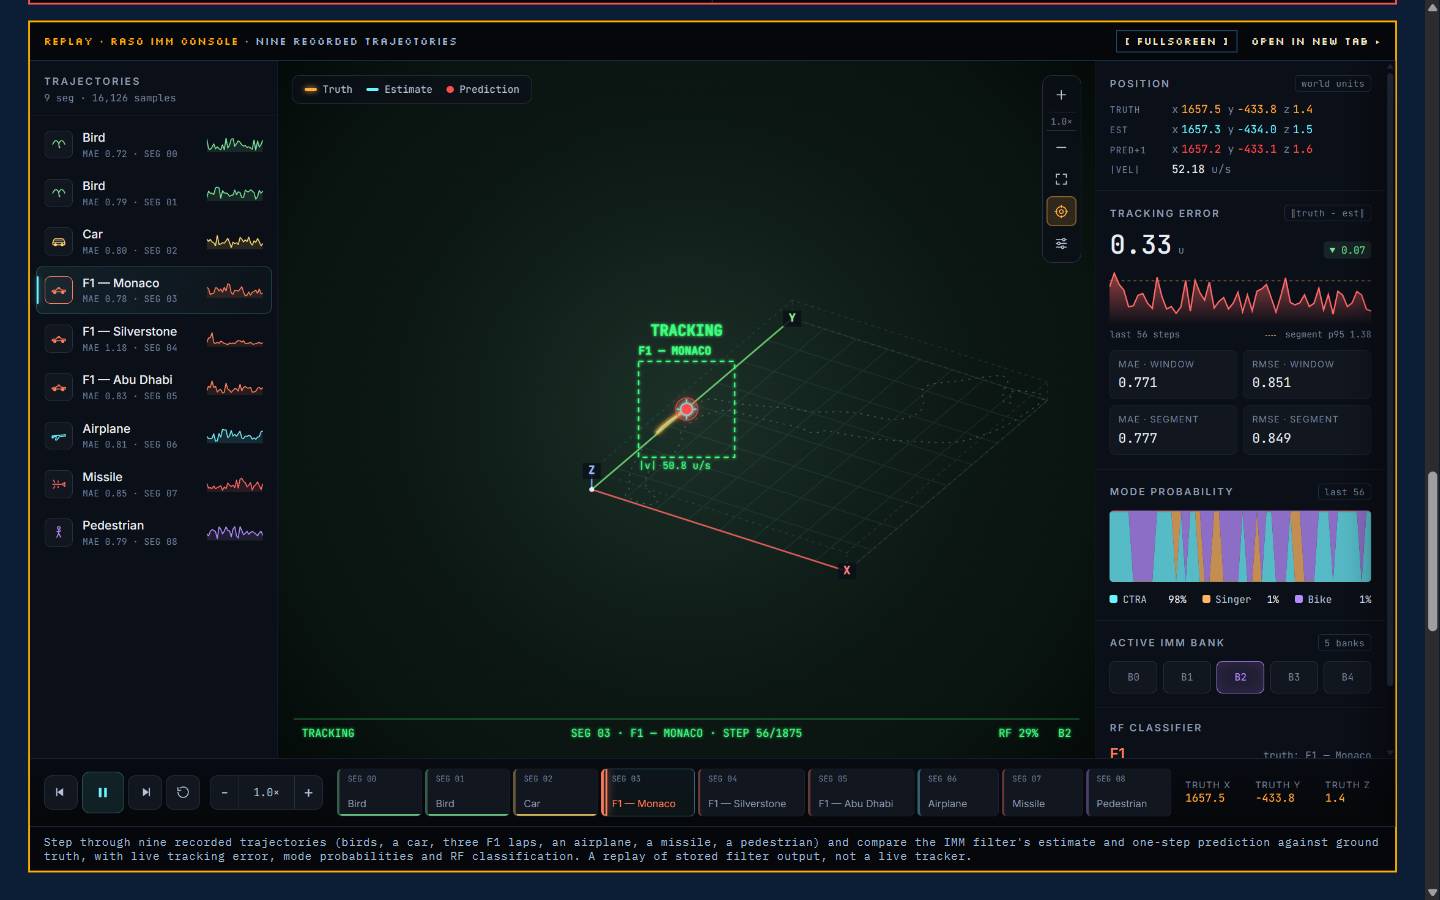 REPLAY · RASO IMM CONSOLE · NINE RECORDED TRAJECTORIES
[ FULLSCREEN ] OPEN IN NEW TAB ▸
TRAJECTORIES
9 seg · 16,126 samples
Bird
MAE 0.72 · SEG 00
Bird
MAE 0.79 · SEG 01
Car
MAE 0.80 · SEG 02
F1 — Monaco
MAE 0.78 · SEG 03
F1 — Silverstone
MAE 1.18 · SEG 04
F1 — Abu Dhabi
MAE 0.83 · SEG 05
Airplane
MAE 0.81 · SEG 06
Missile
MAE 0.85 · SEG 07
Pedestrian
MAE 0.79 · SEG 08
Truth Estimate Prediction
+
1.0×
−
TRACKING
F1 — MONACO
|v| 50.8 u/s
Y
Z
X
TRACKING SEG 03 · F1 — MONACO · STEP 56/1875 RF 29% B2
POSITION world units
TRUTH x 1657.5 y -433.8 z 1.4
EST x 1657.3 y -434.0 z 1.5
PRED+1 x 1657.2 y -433.1 z 1.6
|VEL| 52.18 u/s
TRACKING ERROR ‖truth - est‖
0.33 u ▼ 0.07
last 56 steps segment p95 1.38
MAE · WINDOW RMSE · WINDOW
0.771 0.851
MAE · SEGMENT RMSE · SEGMENT
0.777 0.849
MODE PROBABILITY last 56
CTRA 98% Singer 1% Bike 1%
ACTIVE IMM BANK 5 banks
B0 B1 B2 B3 B4
RF CLASSIFIER
F1 truth: F1 — Monaco
− 1.0× +
SEG 00 SEG 01 SEG 02 SEG 03 SEG 04 SEG 05 SEG 06 SEG 07 SEG 08
Bird Bird Car F1 — Monaco F1 — Silverstone F1 — Abu Dhabi Airplane Missile Pedestrian
TRUTH X TRUTH Y TRUTH Z
1657.5 -433.8 1.4
Step through nine recorded trajectories (birds, a car, three F1 laps, an airplane, a missile, a pedestrian) and compare the IMM filter's estimate and one-step prediction against ground
truth, with live tracking error, mode probabilities and RF classification. A replay of stored filter output, not a live tracker.